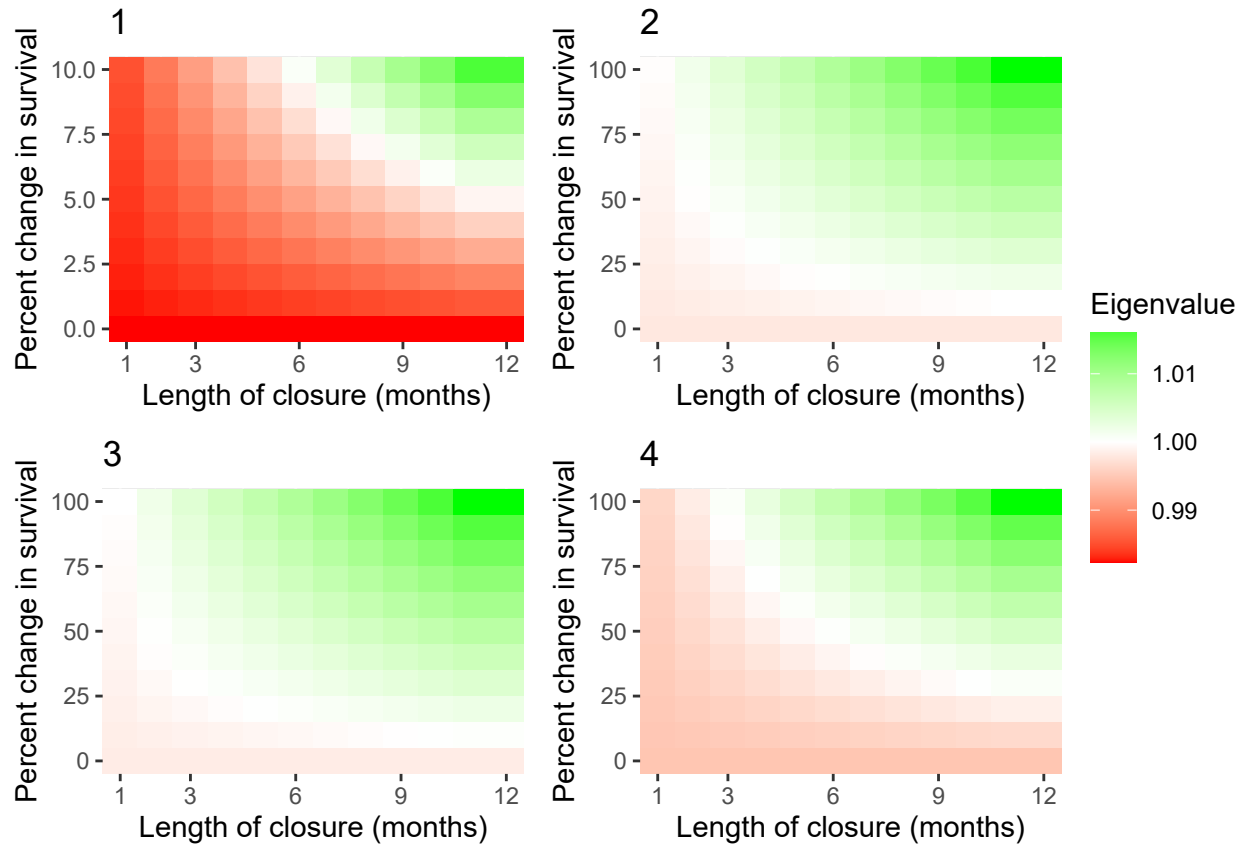 1
Percent change in survival
10.0
7.5
5.0
2.5
0.0
1 3 6 9 12
Length of closure (months)
2
Percent change in survival
100
75
50
25
0
1 3 6 9 12
Length of closure (months)
3
Percent change in survival
100
75
50
25
0
1 3 6 9 12
Length of closure (months)
4
Percent change in survival
100
75
50
25
0
1 3 6 9 12
Length of closure (months)
Eigenvalue
1.01
1.00
0.99